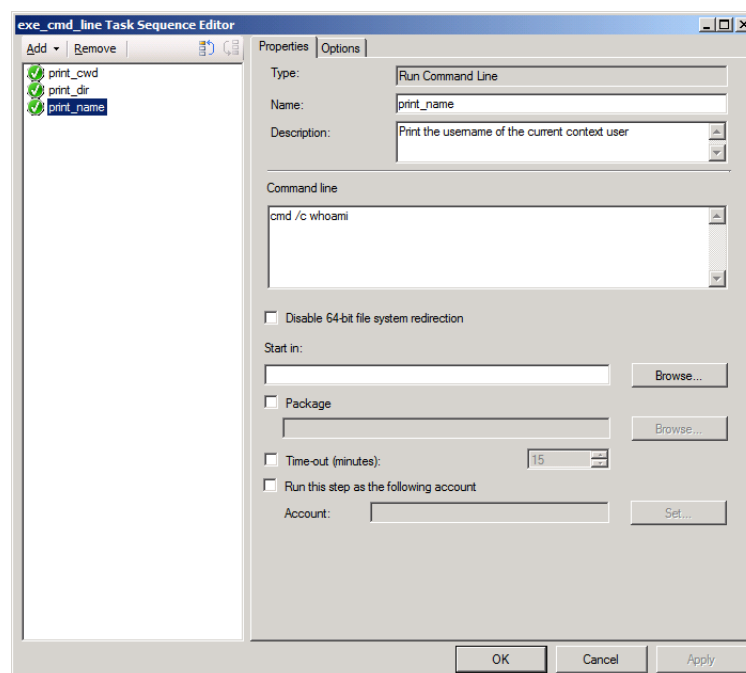 exe_cmd_line Task Sequence Editor
Add Remove
print_cwd
print_dir
print_name
Properties Options
Type: Run Command Line
Name: print_name
Description: Print the username of the current context user
Command line
cmd /c whoami
Disable 64-bit file system redirection
Start in:
Browse...
Package
Browse...
Time-out (minutes): 15
Run this step as the following account
Account: Set...
OK Cancel Apply